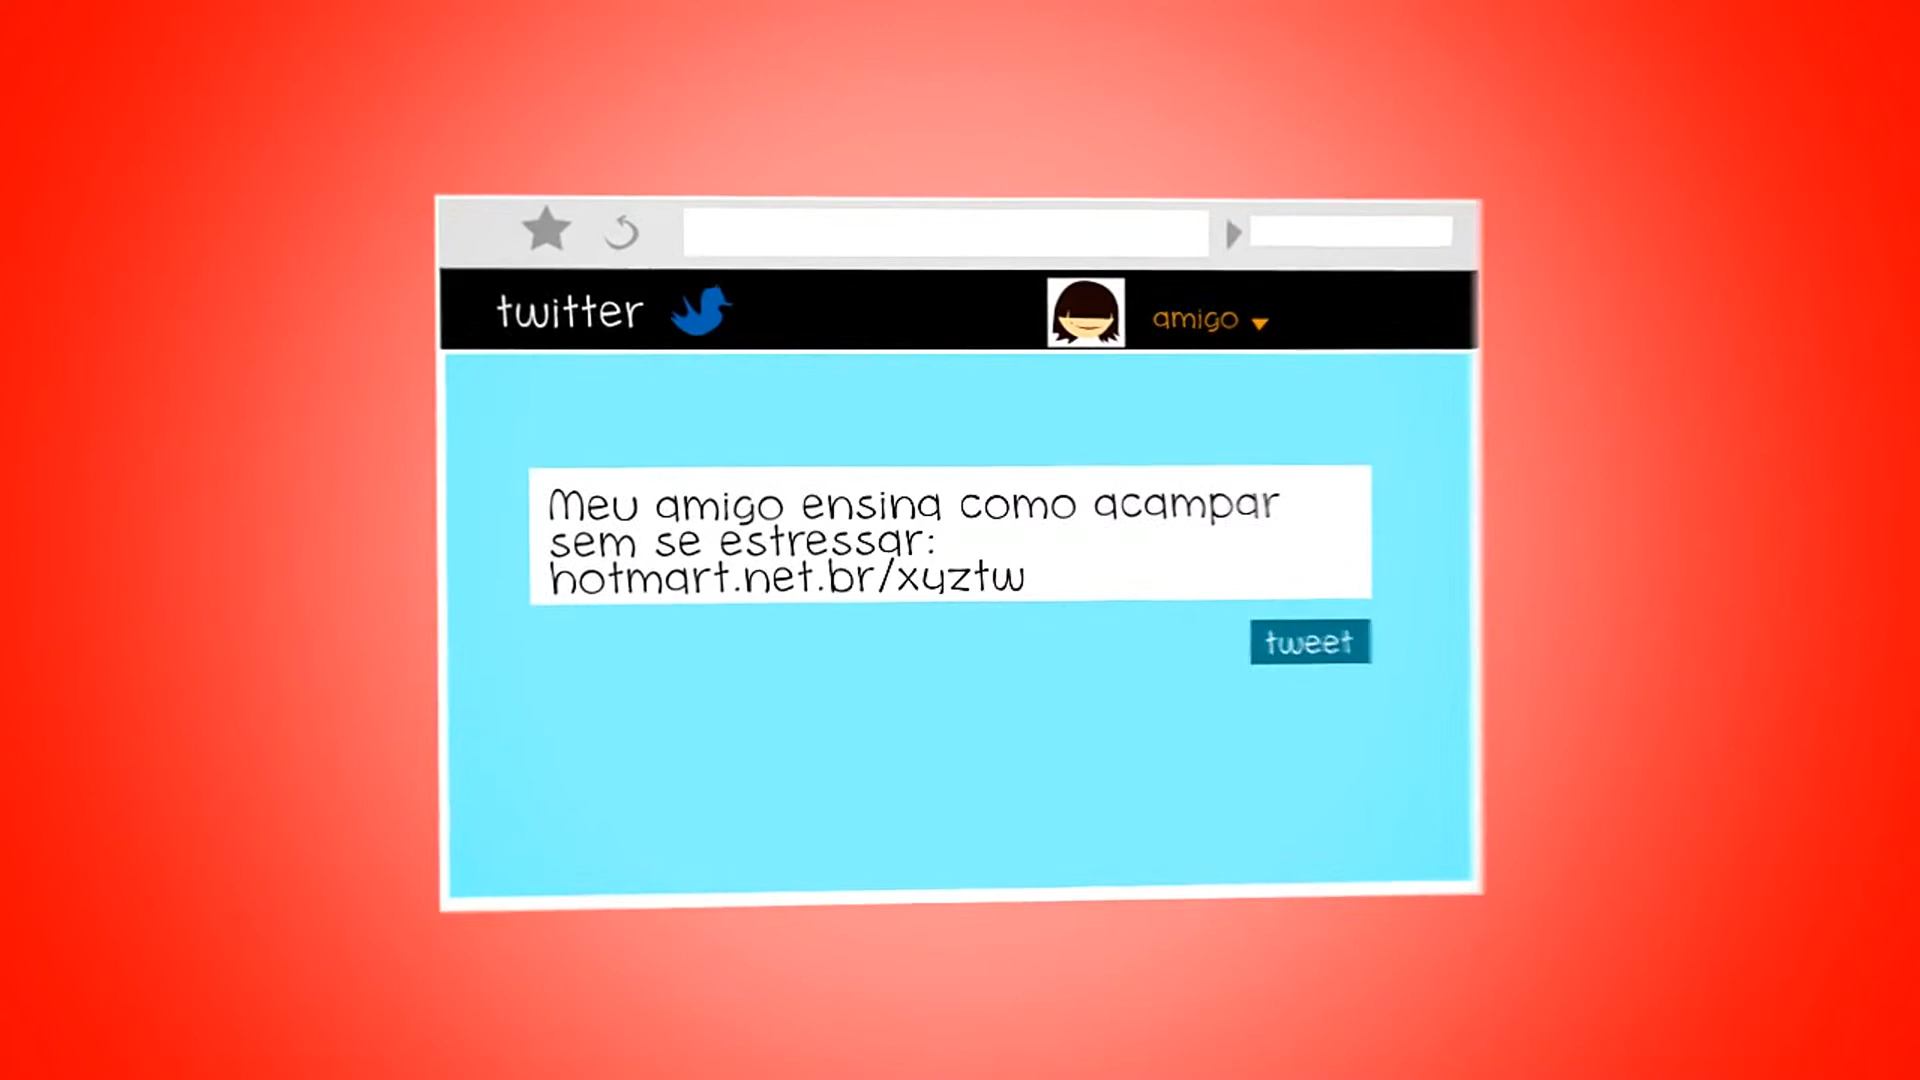 twitter
amigo
Meu amigo ensina como acampar
sem se estressar:
hotmart.net.br/xyztw
tweet